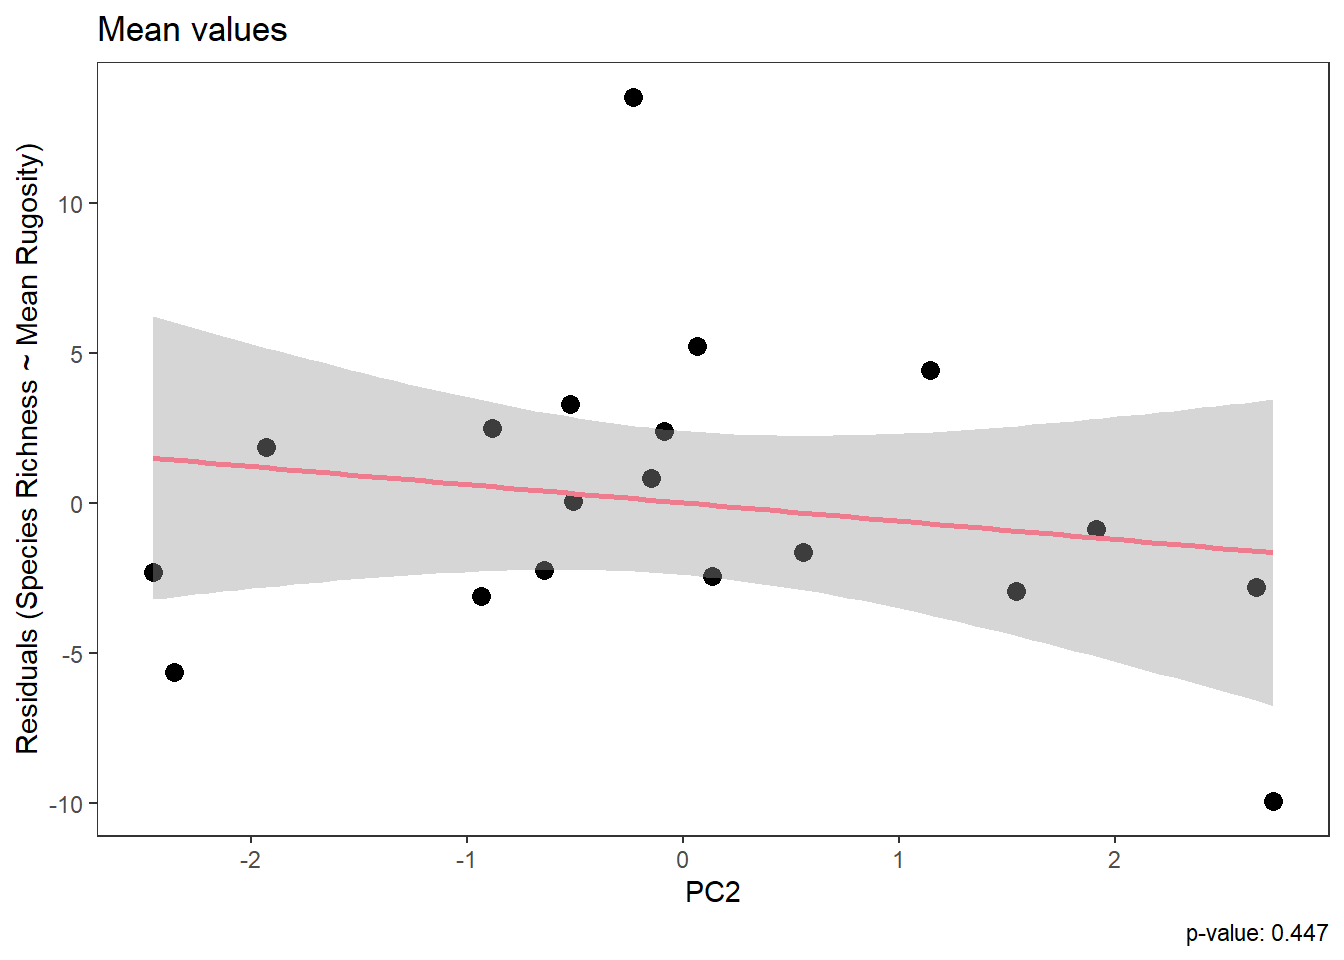 Mean values
Residuals (Species Richness ~ Mean Rugosity)
10
5
0
-5
-10
-2
-1
0
1
2
PC2
p-value: 0.447